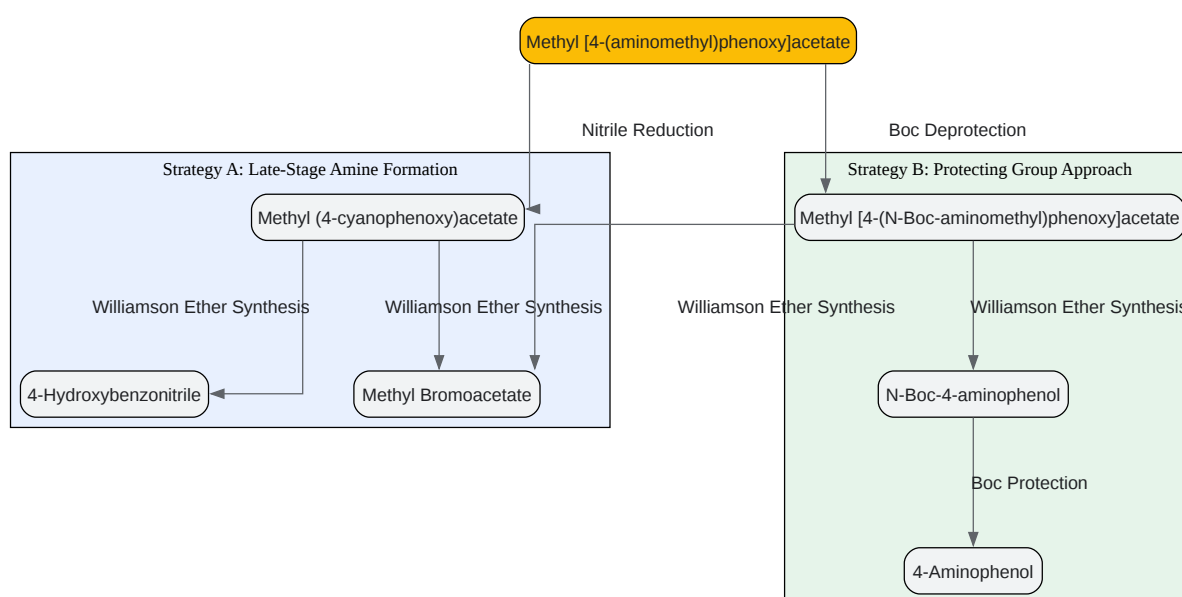 Methyl [4-(aminomethyl)phenoxy]acetate
Nitrile Reduction
Boc Deprotection
Strategy A: Late-Stage Amine Formation
Strategy B: Protecting Group Approach
Methyl (4-cyanophenoxy)acetate
Methyl [4-(N-Boc-aminomethyl)phenoxy]acetate
Williamson Ether Synthesis
Williamson Ether Synthesis
Williamson Ether Synthesis
Williamson Ether Synthesis
4-Hydroxybenzonitrile
Methyl Bromoacetate
N-Boc-4-aminophenol
Boc Protection
4-Aminophenol